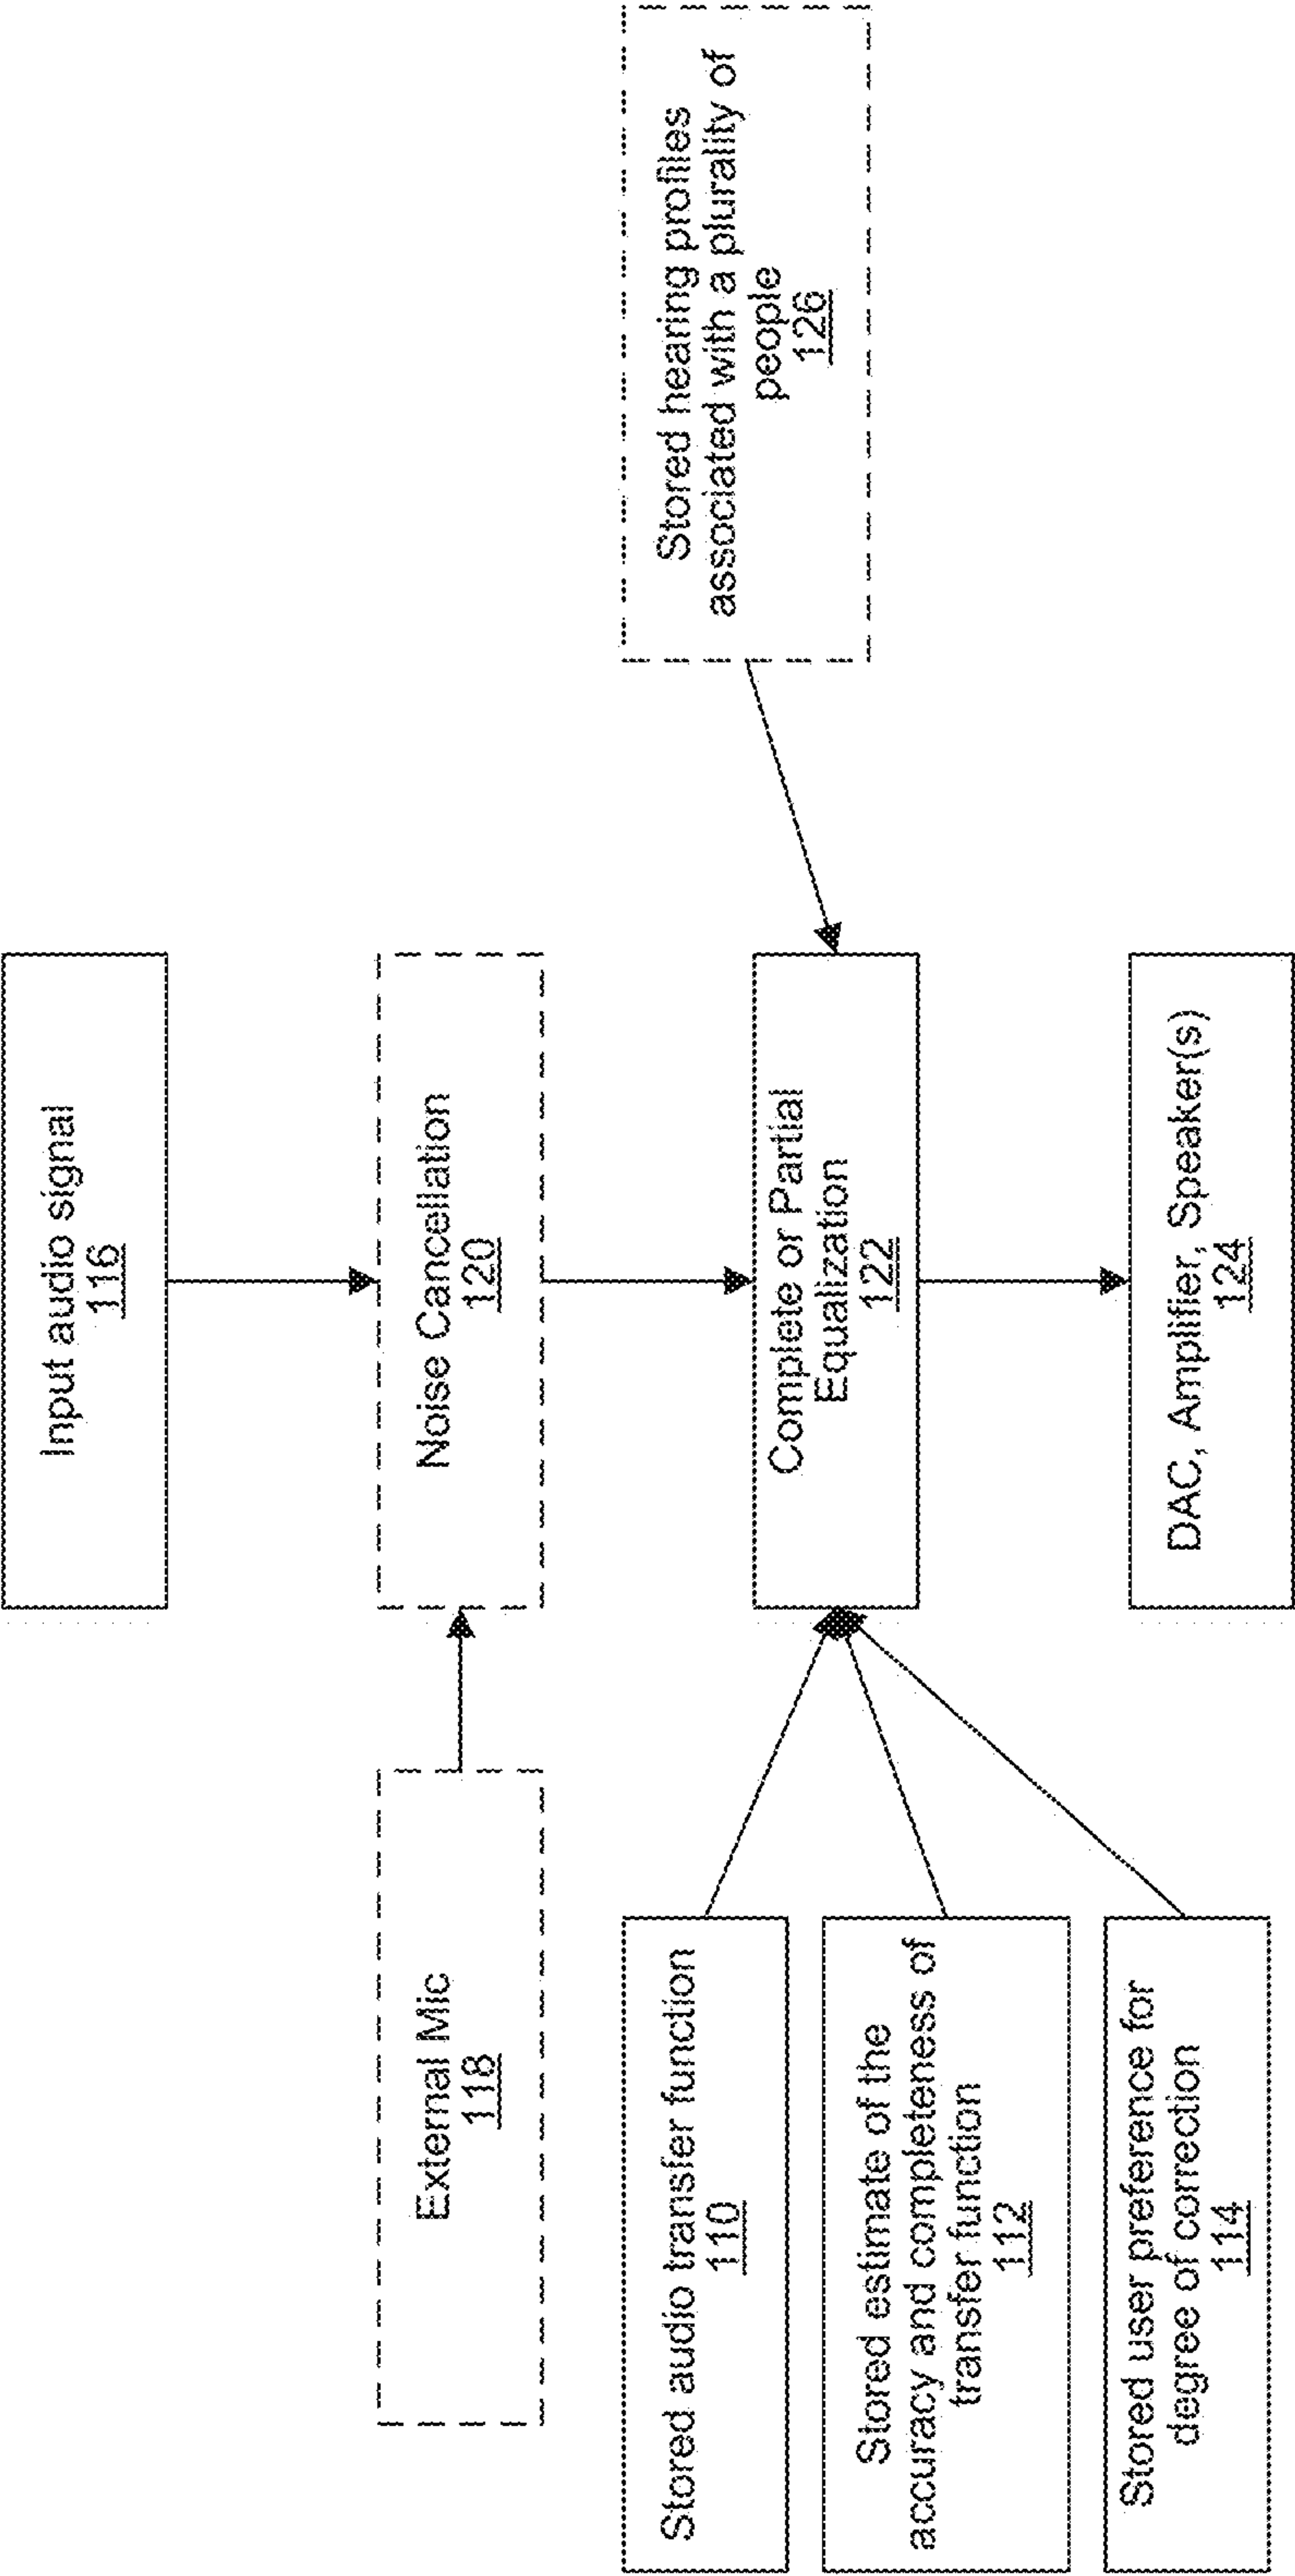 Input audio signal
116
External Mic
118
Noise Cancellation
120
Stored audio transfer function
110
Stored estimate of the
accuracy and completeness of
transfer function
112
Stored user preference for
degree of correction
114
Complete or Partial
Equalization
122
Stored hearing profiles
associated with a plurality of
people
126
DAC, Amplifier, Speaker(s)
124